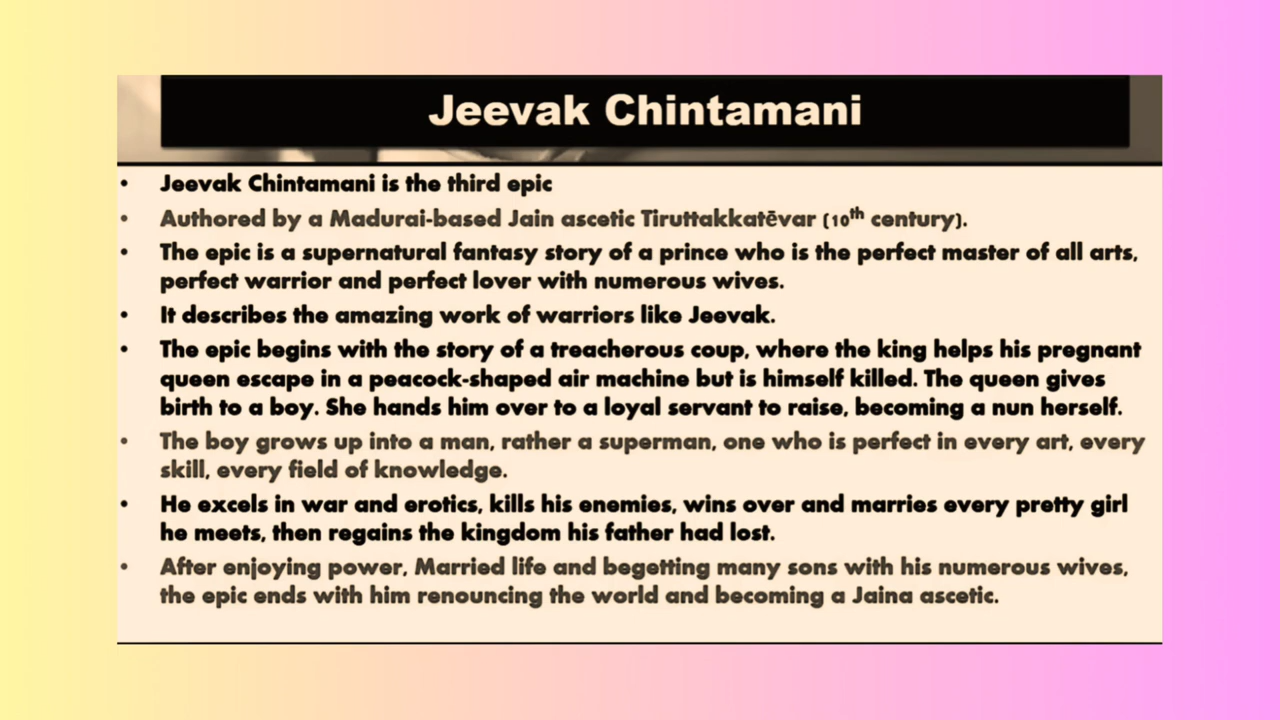 Jeevak Chintamani
• Jeevak Chintamani is the third epic
• Authored by a Madurai-based Jain ascetic Tiruttakkatēvar (10th century).
• The epic is a supernatural fantasy story of a prince who is the perfect master of all arts,
perfect warrior and perfect lover with numerous wives.
• It describes the amazing work of warriors like Jeevak.
• The epic begins with the story of a treacherous coup, where the king helps his pregnant
queen escape in a peacock-shaped air machine but is himself killed. The queen gives
birth to a boy. She hands him over to a loyal servant to raise, becoming a nun herself.
• The boy grows up into a man, rather a superman, one who is perfect in every art, every
skill, every field of knowledge.
• He excels in war and erotics, kills his enemies, wins over and marries every pretty girl
he meets, then regains the kingdom his father had lost.
• After enjoying power, Married life and begetting many sons with his numerous wives,
the epic ends with him renouncing the world and becoming a Jaina ascetic.